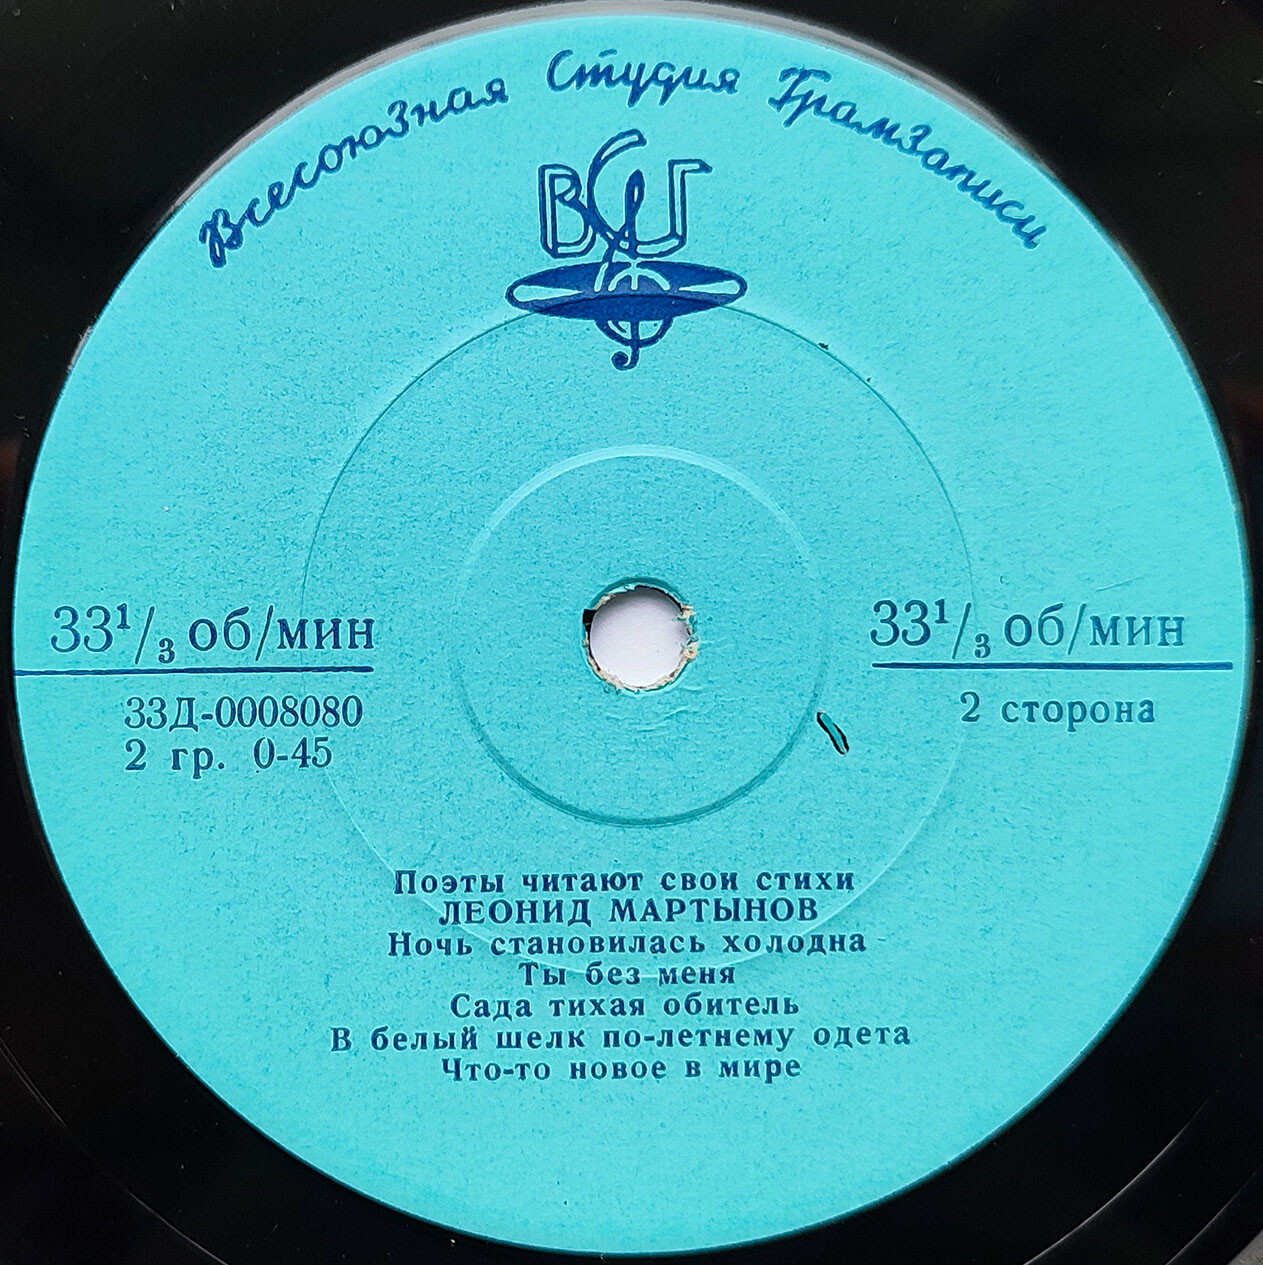 Всесоюзная Студия Грамзаписи
ВСГ
33¹/₃ об/мин
33Д-0008080
2 гр. 0-45
33¹/₃ об/мин
2 сторона
Поэты читают свои стихи
ЛЕОНИД МАРТЫНОВ
Ночь становилась холодна
Ты без меня
Сада тихая обитель
В белый шелк по-летнему одета
Что-то новое в мире